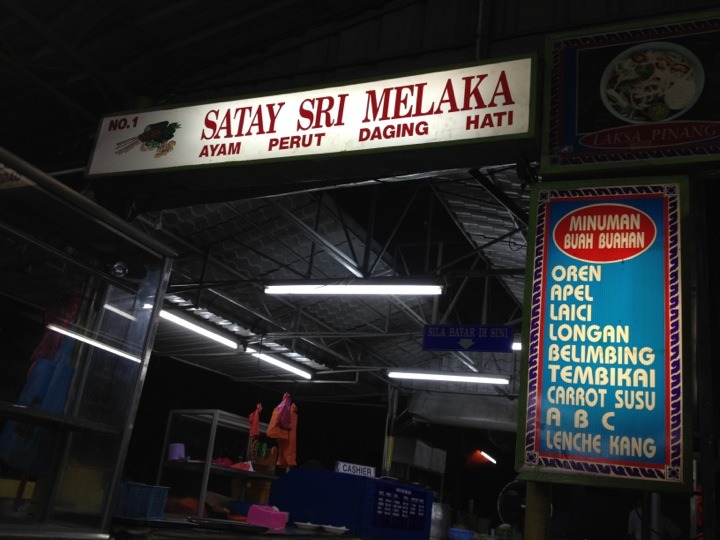 NO.1
SATAY SRI MELAKA
AYAM PERUT DAGING HATI
LAKSA PINANG
MINUMAN
BUAH BUAHAN
OREN
APEL
LAICI
LONGAN
BELIMBING
TEMBIKAI
CARROT SUSU
A B C
LENCHE KANG
SILA BAYAR DI SINI
CASHIER